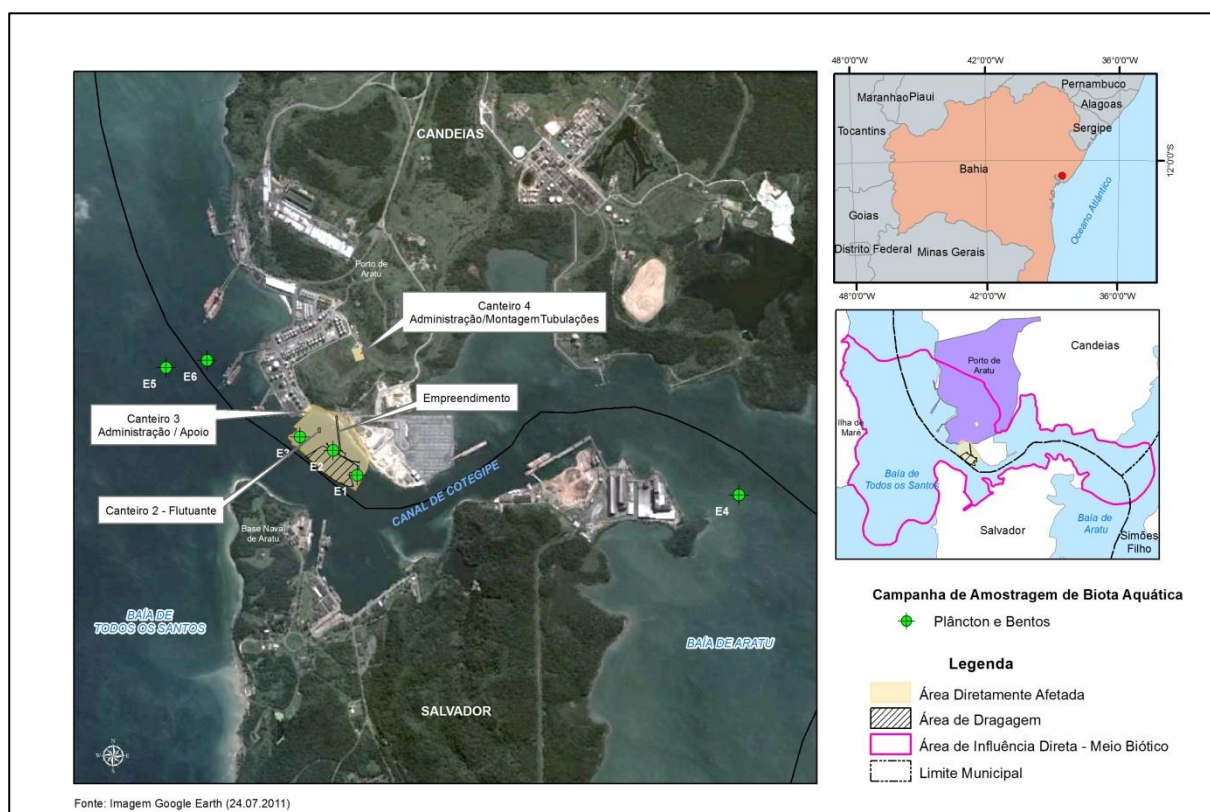 CANDEIAS
Porto de
Aratu
Canteiro 4
Administração/MontagemTubulações
E5
E6
Canteiro 3
Administração / Apoio
Empreendimento
E3
E2
E1
Canteiro 2 - Flutuante
CANAL DE COTEGIPE
E4
Base Naval
de Aratu
BAÍA DE
TODOS OS SANTOS
BAÍA DE ARATU
SALVADOR
N
W
E
S
Fonte: Imagem Google Earth (24.07.2011)
48°0'0"W
42°0'0"W
36°0'0"W
Pernambuco
Maranhao
Piaui
Alagoas
Sergipe
Tocantins
Bahia
12°0'0"S
Goias
Oceano Atlântico
Distrito Federal
Minas Gerais
48°0'0"W
42°0'0"W
36°0'0"W
Porto de
Aratu
Candeias
Ilha de
Maré
Baía de
Todos os Santos
Salvador
Baía de
Aratu
Simões
Filho
Campanha de Amostragem de Biota Aquática
Plâncton e Bentos
Legenda
Área Diretamente Afetada
Área de Dragagem
Área de Influência Direta - Meio Biótico
Limite Municipal